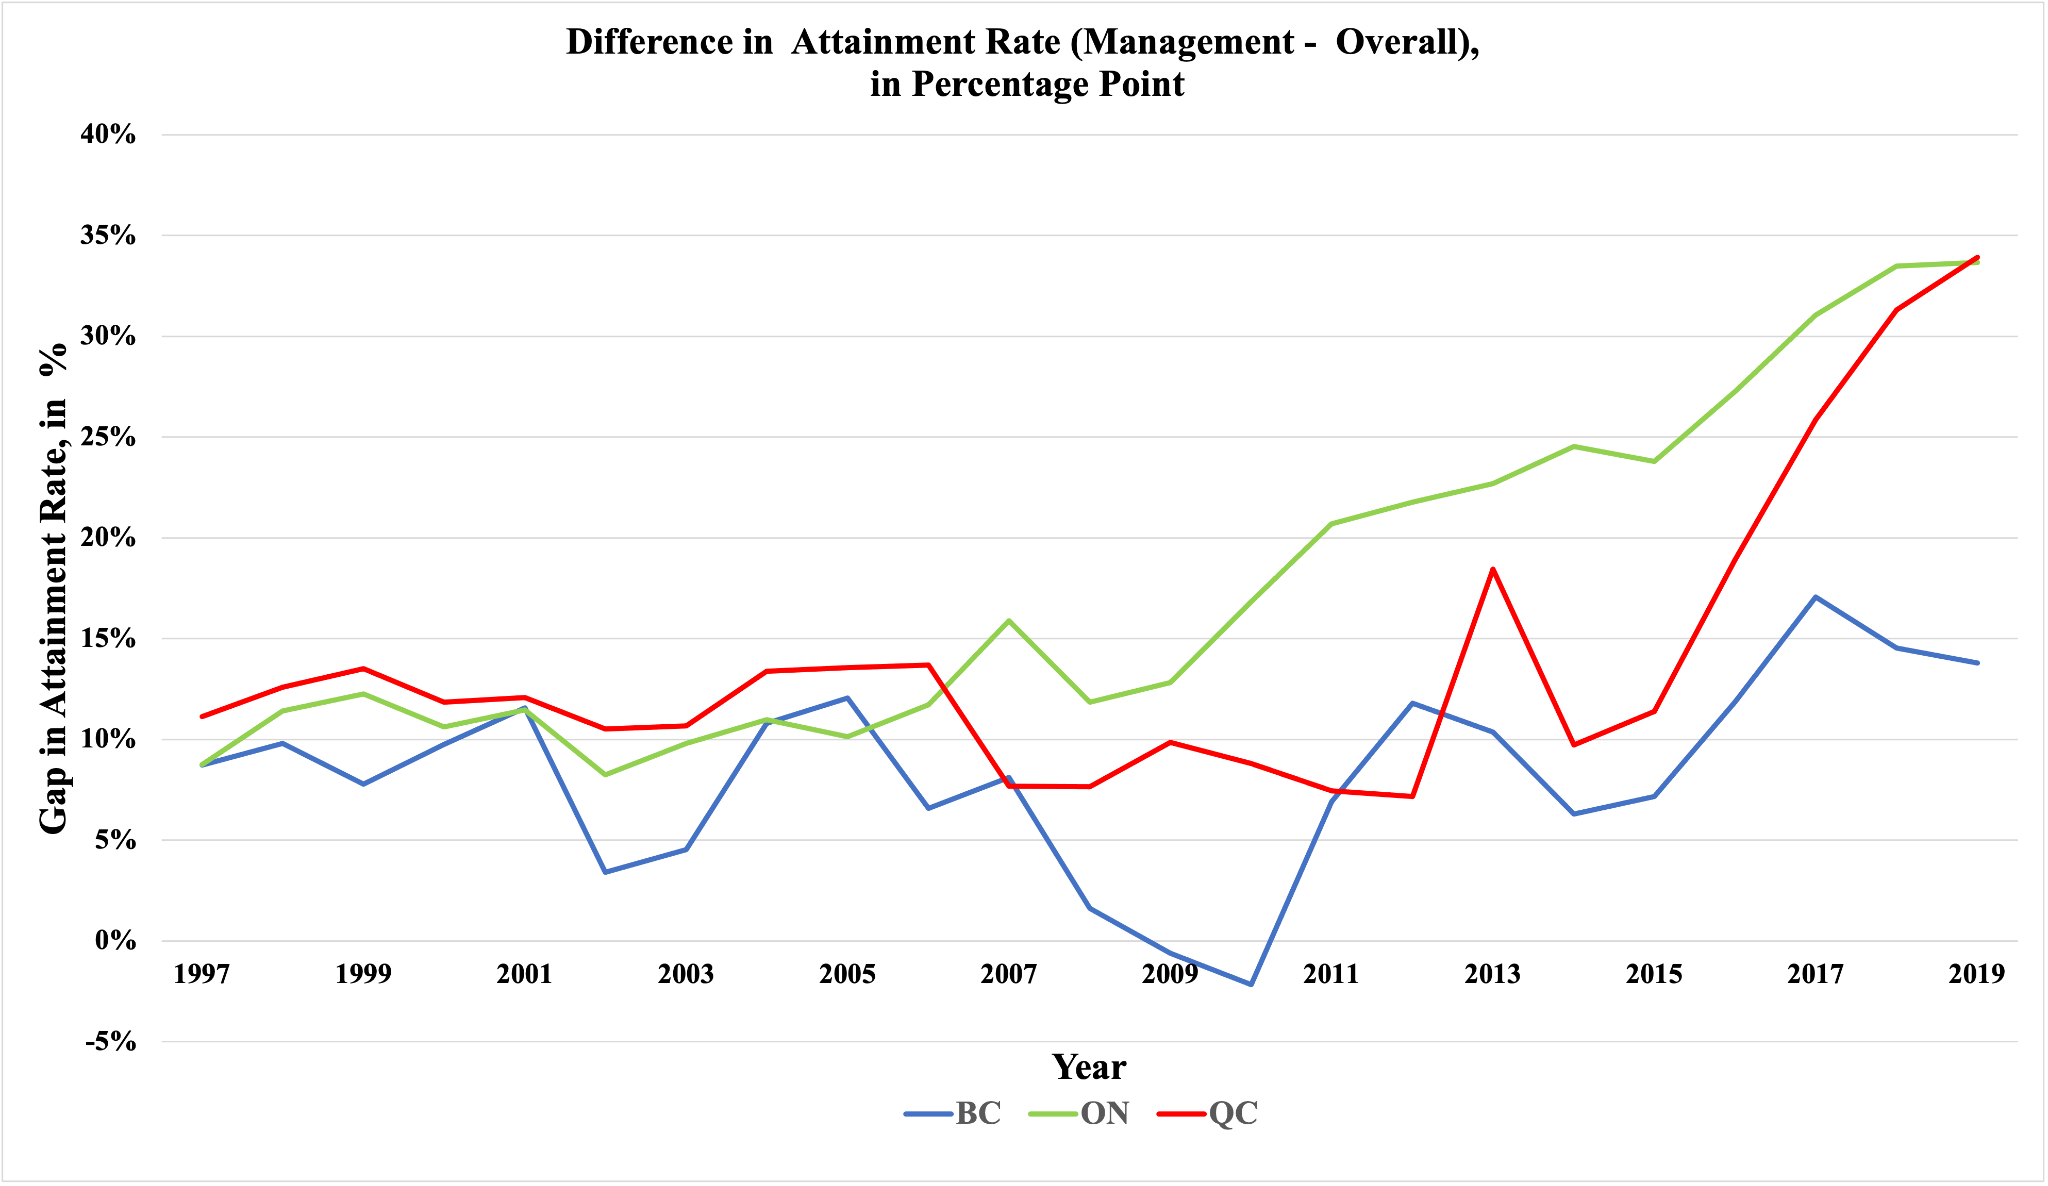 Difference in Attainment Rate (Management - Overall),
in Percentage Point
40%
35%
30%
25%
20%
15%
10%
5%
0%
-5%
Gap in Attainment Rate, in %
1997 1999 2001 2003 2005 2007 2009 2011 2013 2015 2017 2019
Year
BC ON QC